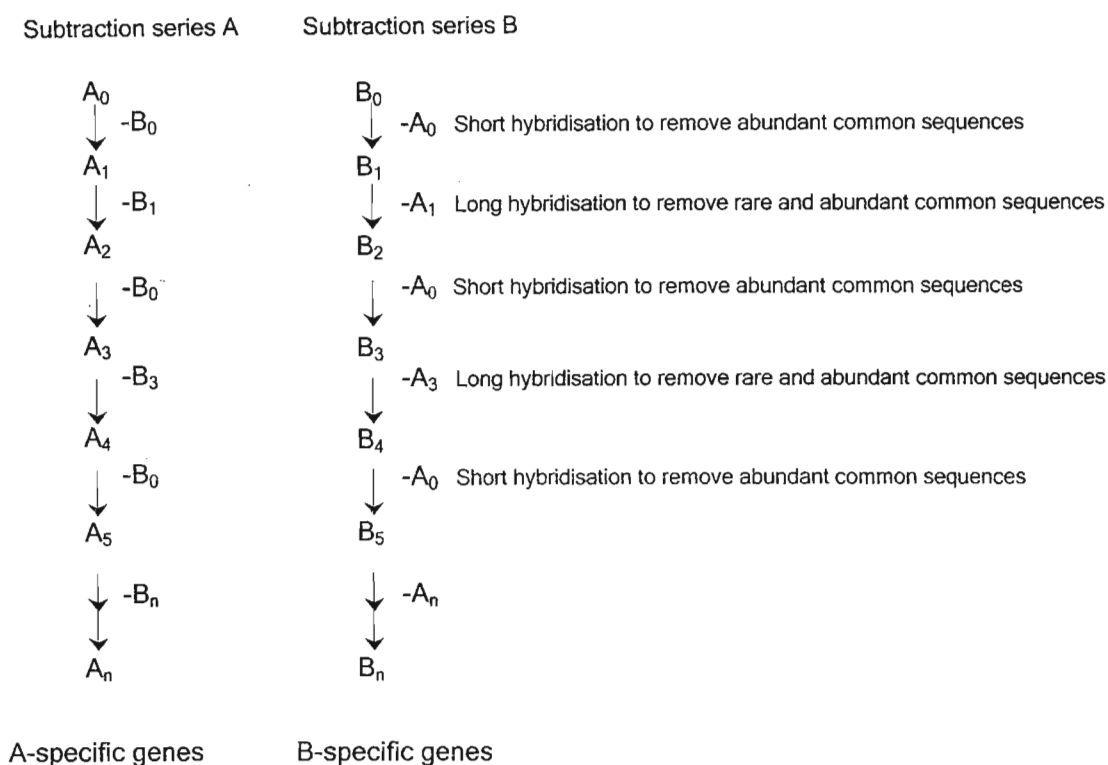 Subtraction series A Subtraction series B
A₀ B₀
-B₀ -A₀ Short hybridisation to remove abundant common sequences
A₁ B₁
-B₁ -A₁ Long hybridisation to remove rare and abundant common sequences
A₂ B₂
-B₀ -A₀ Short hybridisation to remove abundant common sequences
A₃ B₃
-B₃ -A₃ Long hybridisation to remove rare and abundant common sequences
A₄ B₄
-B₀ -A₀ Short hybridisation to remove abundant common sequences
A₅ B₅
-Bₙ -Aₙ
Aₙ Bₙ
A-specific genes B-specific genes